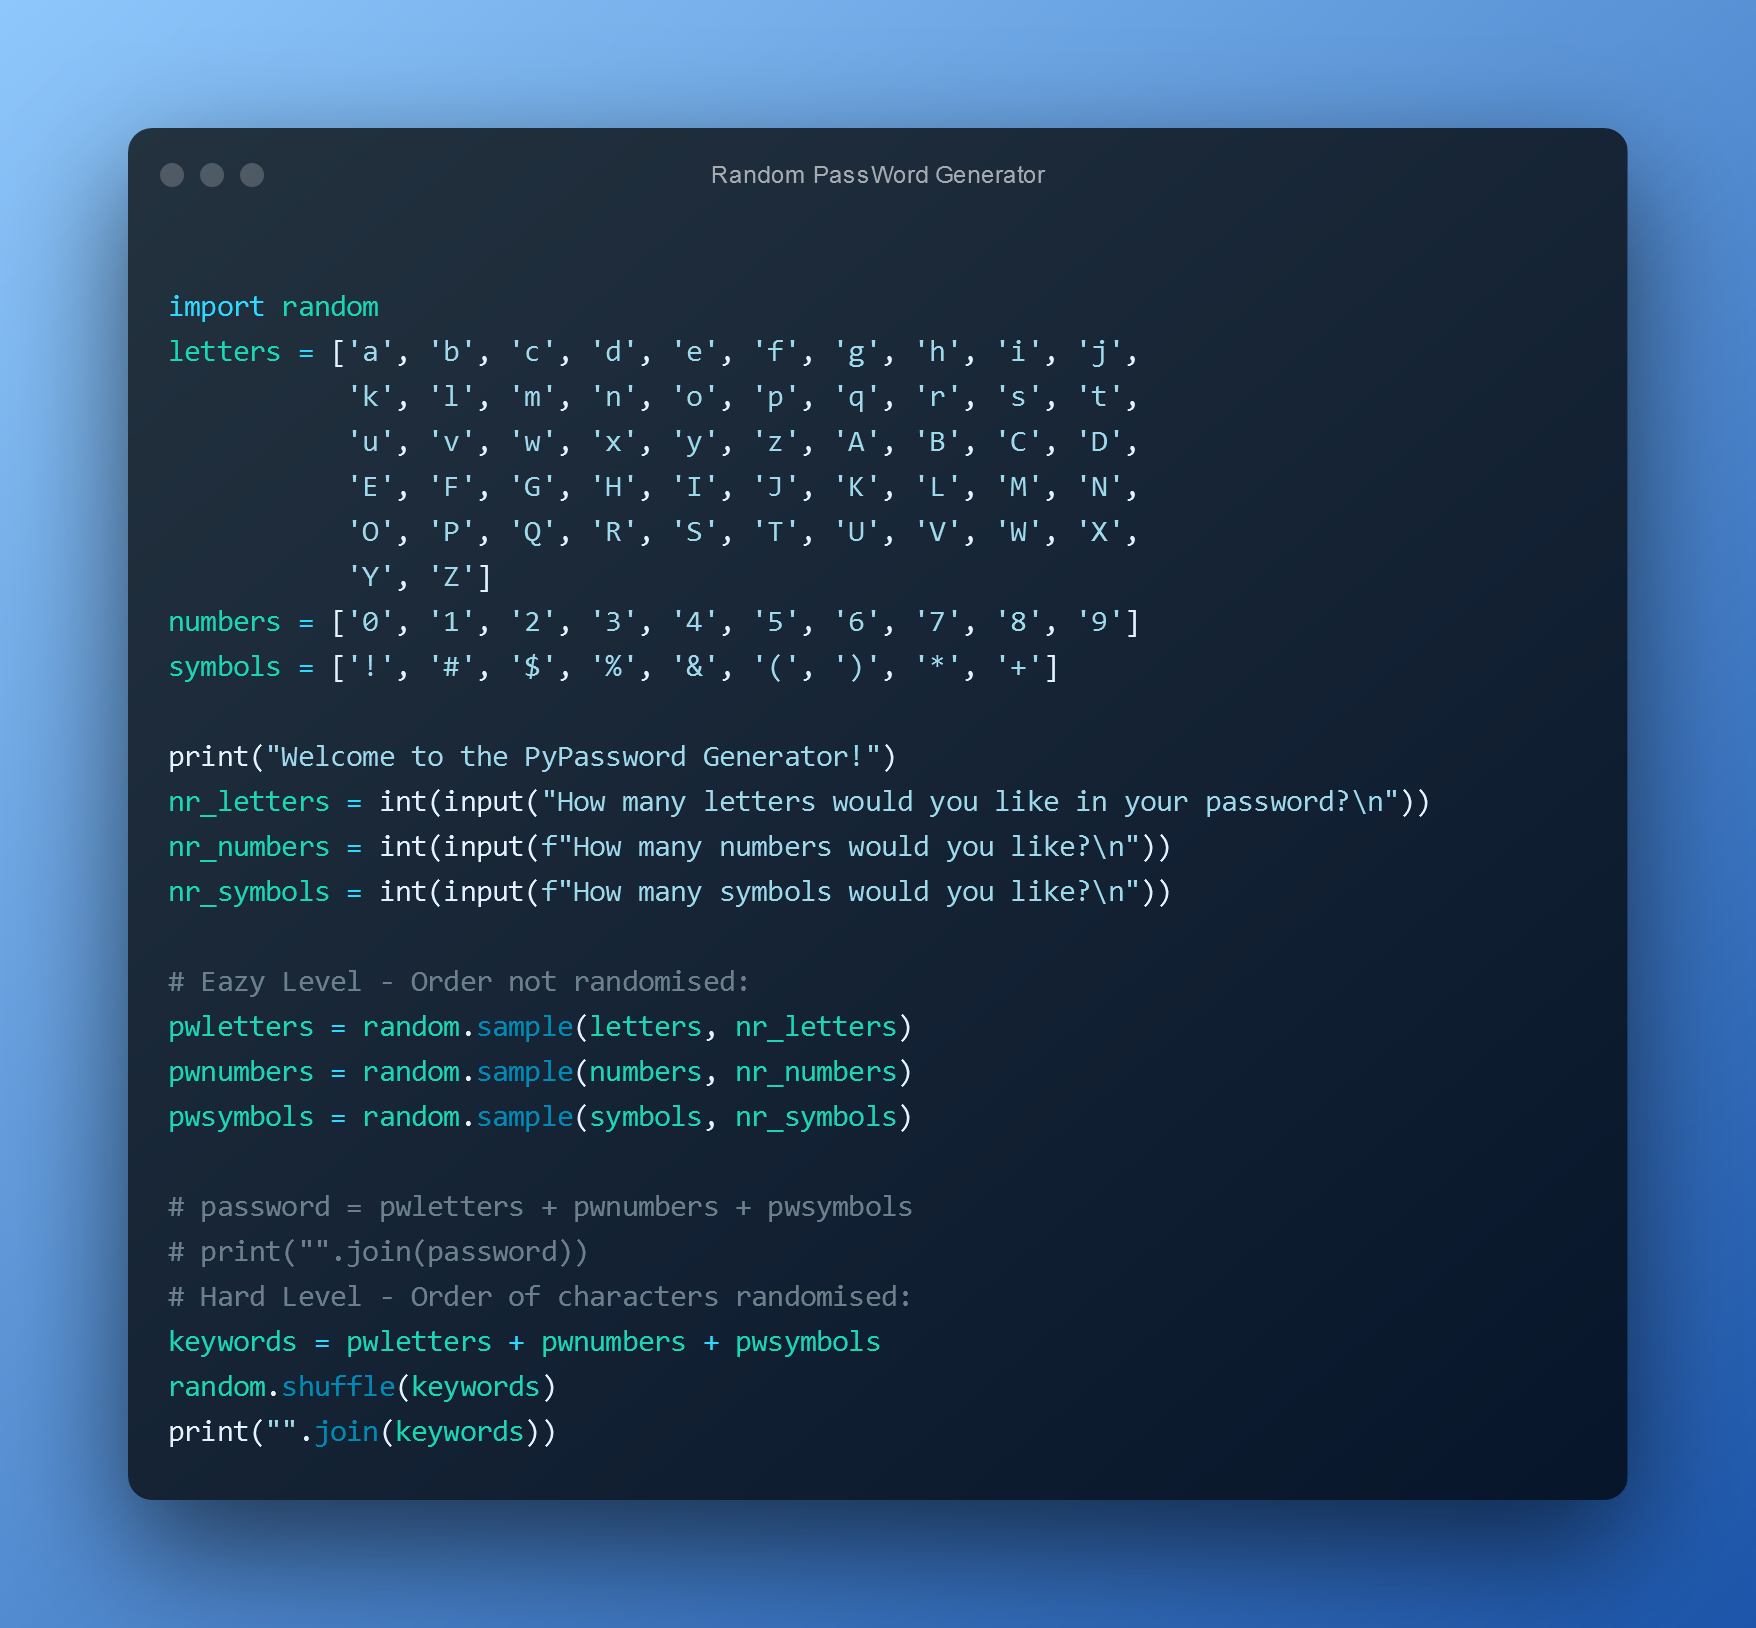 Random PassWord Generator
import random
letters = ['a', 'b', 'c', 'd', 'e', 'f', 'g', 'h', 'i', 'j',
           'k', 'l', 'm', 'n', 'o', 'p', 'q', 'r', 's', 't',
           'u', 'v', 'w', 'x', 'y', 'z', 'A', 'B', 'C', 'D',
           'E', 'F', 'G', 'H', 'I', 'J', 'K', 'L', 'M', 'N',
           'O', 'P', 'Q', 'R', 'S', 'T', 'U', 'V', 'W', 'X',
           'Y', 'Z']
numbers = ['0', '1', '2', '3', '4', '5', '6', '7', '8', '9']
symbols = ['!', '#', '$', '%', '&', '(', ')', '*', '+']
print("Welcome to the PyPassword Generator!")
nr_letters = int(input("How many letters would you like in your password?\n"))
nr_numbers = int(input(f"How many numbers would you like?\n"))
nr_symbols = int(input(f"How many symbols would you like?\n"))
# Eazy Level - Order not randomised:
pwletters = random.sample(letters, nr_letters)
pwnumbers = random.sample(numbers, nr_numbers)
pwsymbols = random.sample(symbols, nr_symbols)
# password = pwletters + pwnumbers + pwsymbols
# print("".join(password))
# Hard Level - Order of characters randomised:
keywords = pwletters + pwnumbers + pwsymbols
random.shuffle(keywords)
print("".join(keywords))